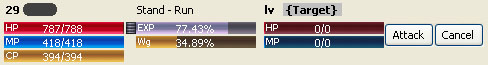 29 Stand - Run lv {Target}
HP 787/788 EXP 77.43% HP 0/0
MP 418/418 Wg 34.89% MP 0/0
CP 394/394
Attack Cancel